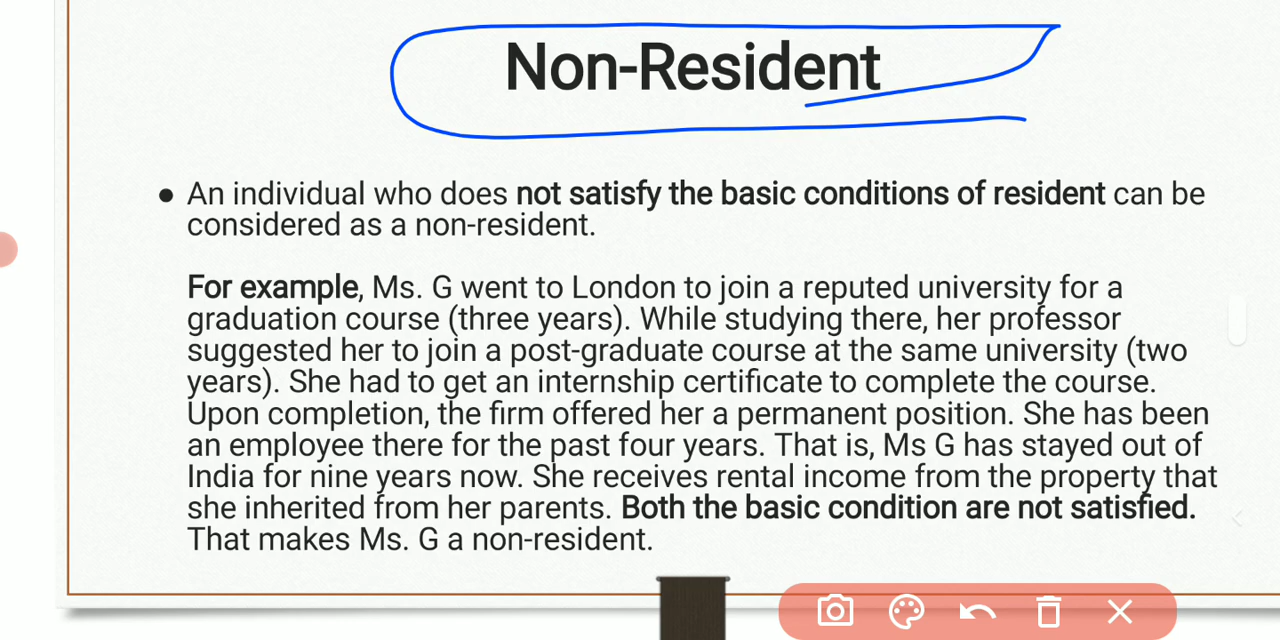 Non-Resident
● An individual who does not satisfy the basic conditions of resident can be
considered as a non-resident.
For example, Ms. G went to London to join a reputed university for a
graduation course (three years). While studying there, her professor
suggested her to join a post-graduate course at the same university (two
years). She had to get an internship certificate to complete the course.
Upon completion, the firm offered her a permanent position. She has been
an employee there for the past four years. That is, Ms G has stayed out of
India for nine years now. She receives rental income from the property that
she inherited from her parents. Both the basic condition are not satisfied.
That makes Ms. G a non-resident.